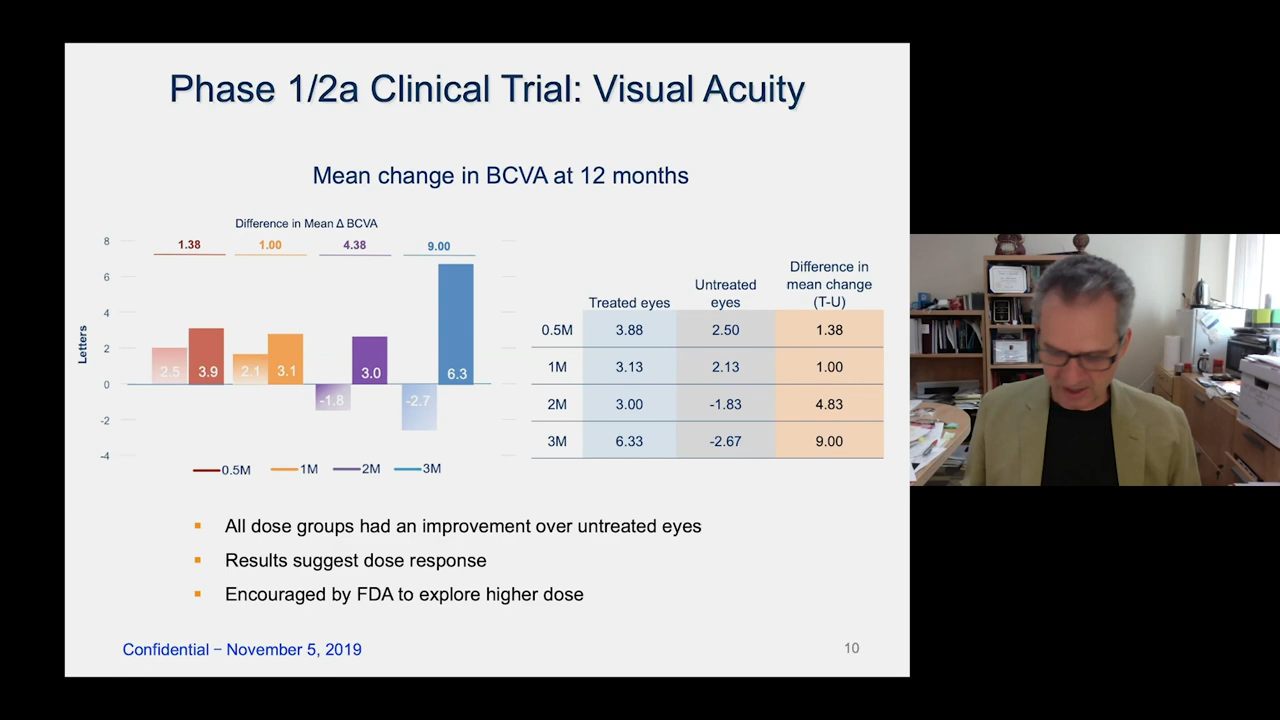 Phase 1/2a Clinical Trial: Visual Acuity
Mean change in BCVA at 12 months
Difference in Mean Δ BCVA
1.38 1.00 4.38 9.00
8
6
4
2
0
-2
-4
Letters
2.5 3.9 2.1 3.1 -1.8 3.0 -2.7 6.3
0.5M 1M 2M 3M
Treated eyes
Untreated
eyes
Difference in
mean change
(T-U)
0.5M 3.88 2.50 1.38
1M 3.13 2.13 1.00
2M 3.00 -1.83 4.83
3M 6.33 -2.67 9.00
▪ All dose groups had an improvement over untreated eyes
▪ Results suggest dose response
▪ Encouraged by FDA to explore higher dose
Confidential – November 5, 2019
10